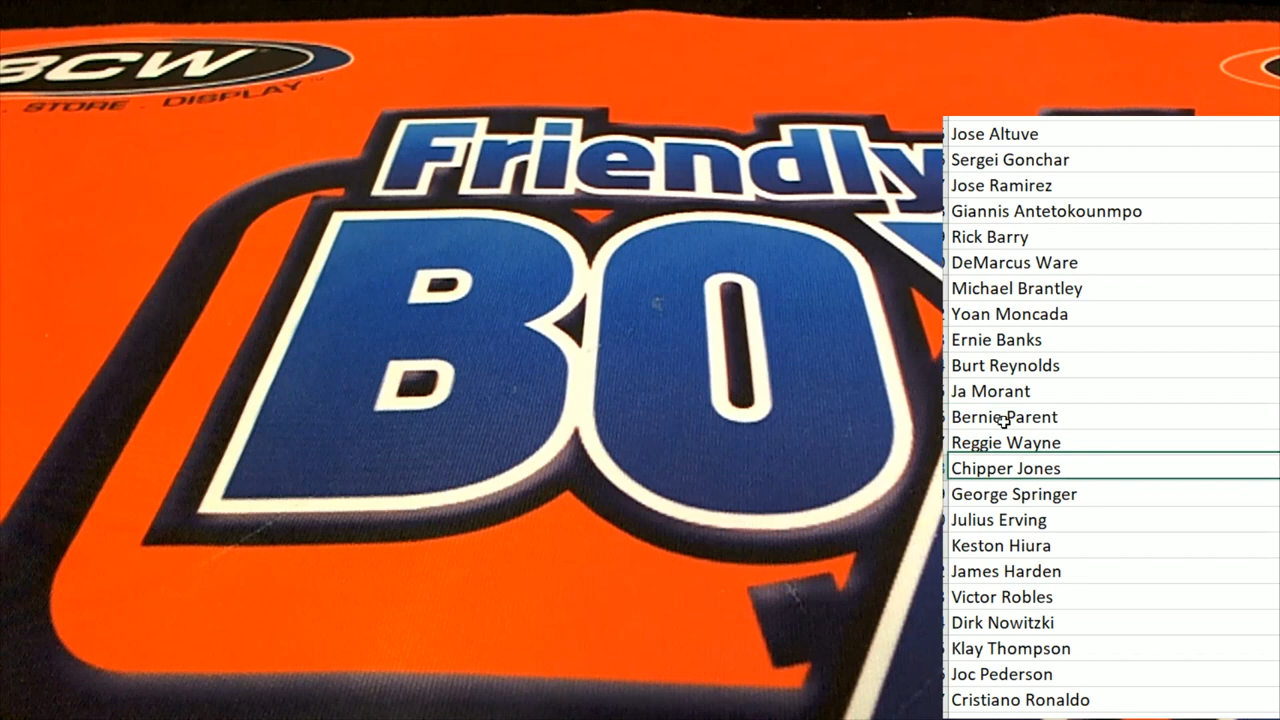 BCW
STORE . DISPLAY
Friendly
BO
Jose Altuve
Sergei Gonchar
Jose Ramirez
Giannis Antetokounmpo
Rick Barry
DeMarcus Ware
Michael Brantley
Yoan Moncada
Ernie Banks
Burt Reynolds
Ja Morant
Bernie Parent
Reggie Wayne
Chipper Jones
George Springer
Julius Erving
Keston Hiura
James Harden
Victor Robles
Dirk Nowitzki
Klay Thompson
Joc Pederson
Cristiano Ronaldo